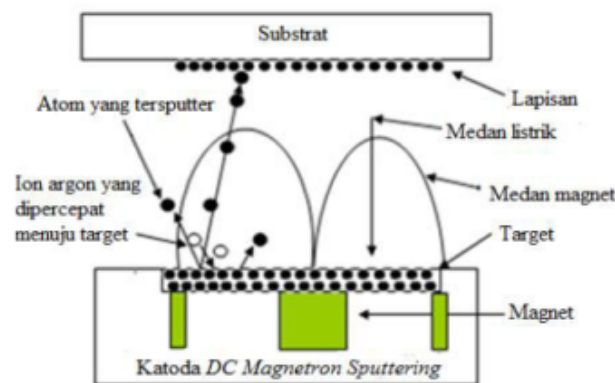 Substrat
Lapisan
Atom yang tersputter
Medan listrik
Ion argon yang
dipercepat
menuju target
Medan magnet
Target
Magnet
Katoda DC Magnetron Sputtering